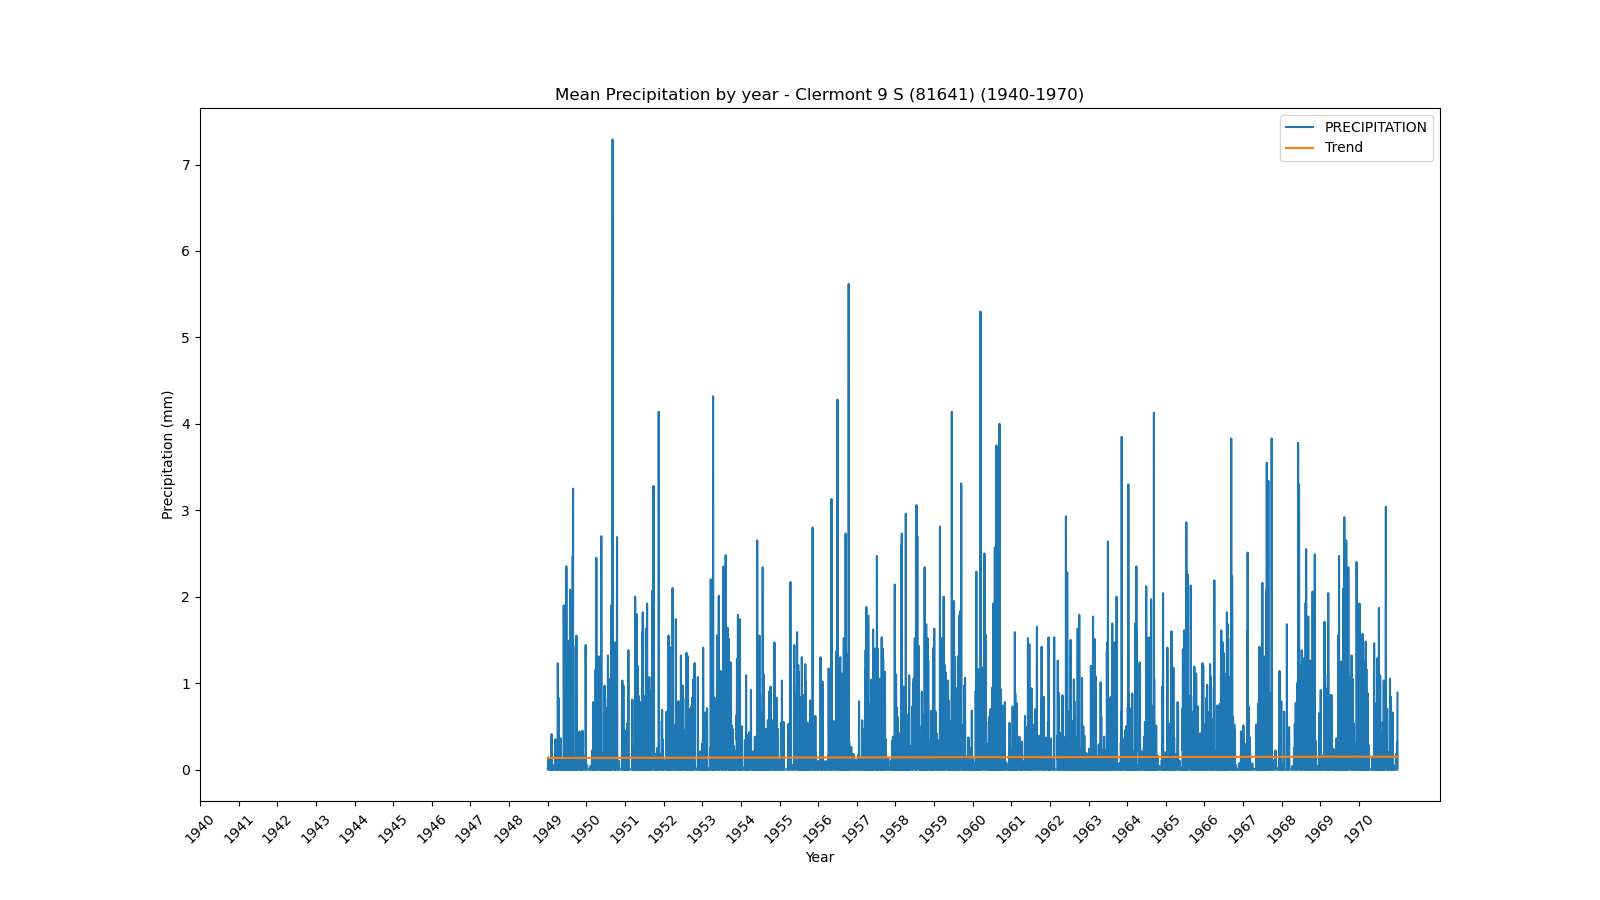 Mean Precipitation by year - Clermont 9 S (81641) (1940-1970)
PRECIPITATION
Trend
7
6
5
4
3
2
1
0
Precipitation (mm)
1940 1941 1942 1943 1944 1945 1946 1947 1948 1949 1950 1951 1952 1953 1954 1955 1956 1957 1958 1959 1960 1961 1962 1963 1964 1965 1966 1967 1968 1969 1970
Year